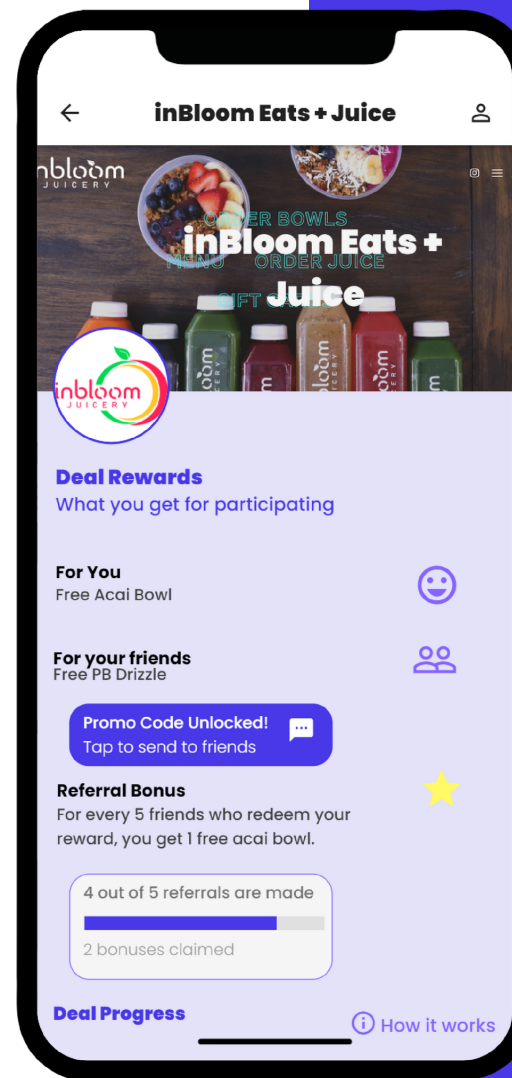 inBloom Eats + Juice
nbloom
JUICERY
ORDER BOWLS
inBloom Eats +
MENU ORDER JUICE
GIFT
Juice
inbloom
JUICERY
Deal Rewards
What you get for participating
For You
Free Acai Bowl
For your friends
Free PB Drizzle
Promo Code Unlocked!
Tap to send to friends
Referral Bonus
For every 5 friends who redeem your
reward, you get 1 free acai bowl.
4 out of 5 referrals are made
2 bonuses claimed
Deal Progress
How it works